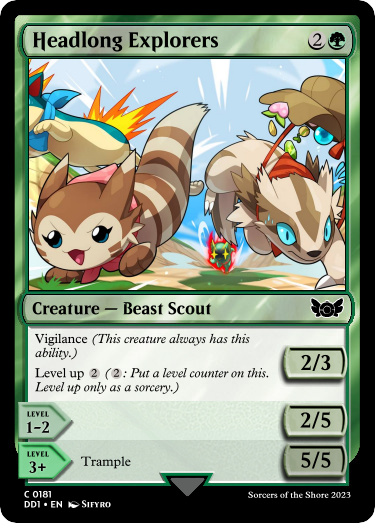 Headlong Explorers 2
Creature — Beast Scout
Vigilance (This creature always has this
ability.)
2/3
Level up 2 (2: Put a level counter on this.
Level up only as a sorcery.)
LEVEL
1-2
2/5
LEVEL
3+
Trample
5/5
C 0181
DD1 • EN Sifyro
Sorcers of the Shore 2023